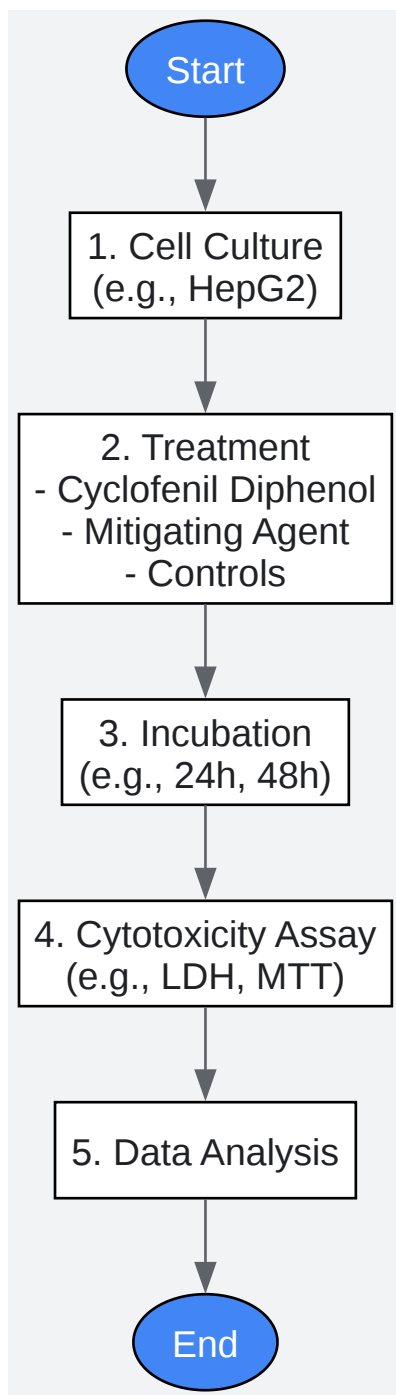 Start
1. Cell Culture
(e.g., HepG2)
2. Treatment
- Cyclofenil Diphenol
- Mitigating Agent
- Controls
3. Incubation
(e.g., 24h, 48h)
4. Cytotoxicity Assay
(e.g., LDH, MTT)
5. Data Analysis
End